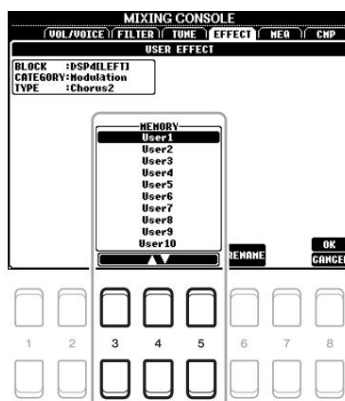 MIXING CONSOLE
VOL/VOICE FILTER TUNE EFFECT MEQ CMP
USER EFFECT
BLOCK :DSP4[LEFT]
CATEGORY:Modulation
TYPE :Chorus2
MEMORY
User1
User2
User3
User4
User5
User6
User7
User8
User9
User10
RENAME
OK
CANCEL
1 2 3 4 5 6 7 8